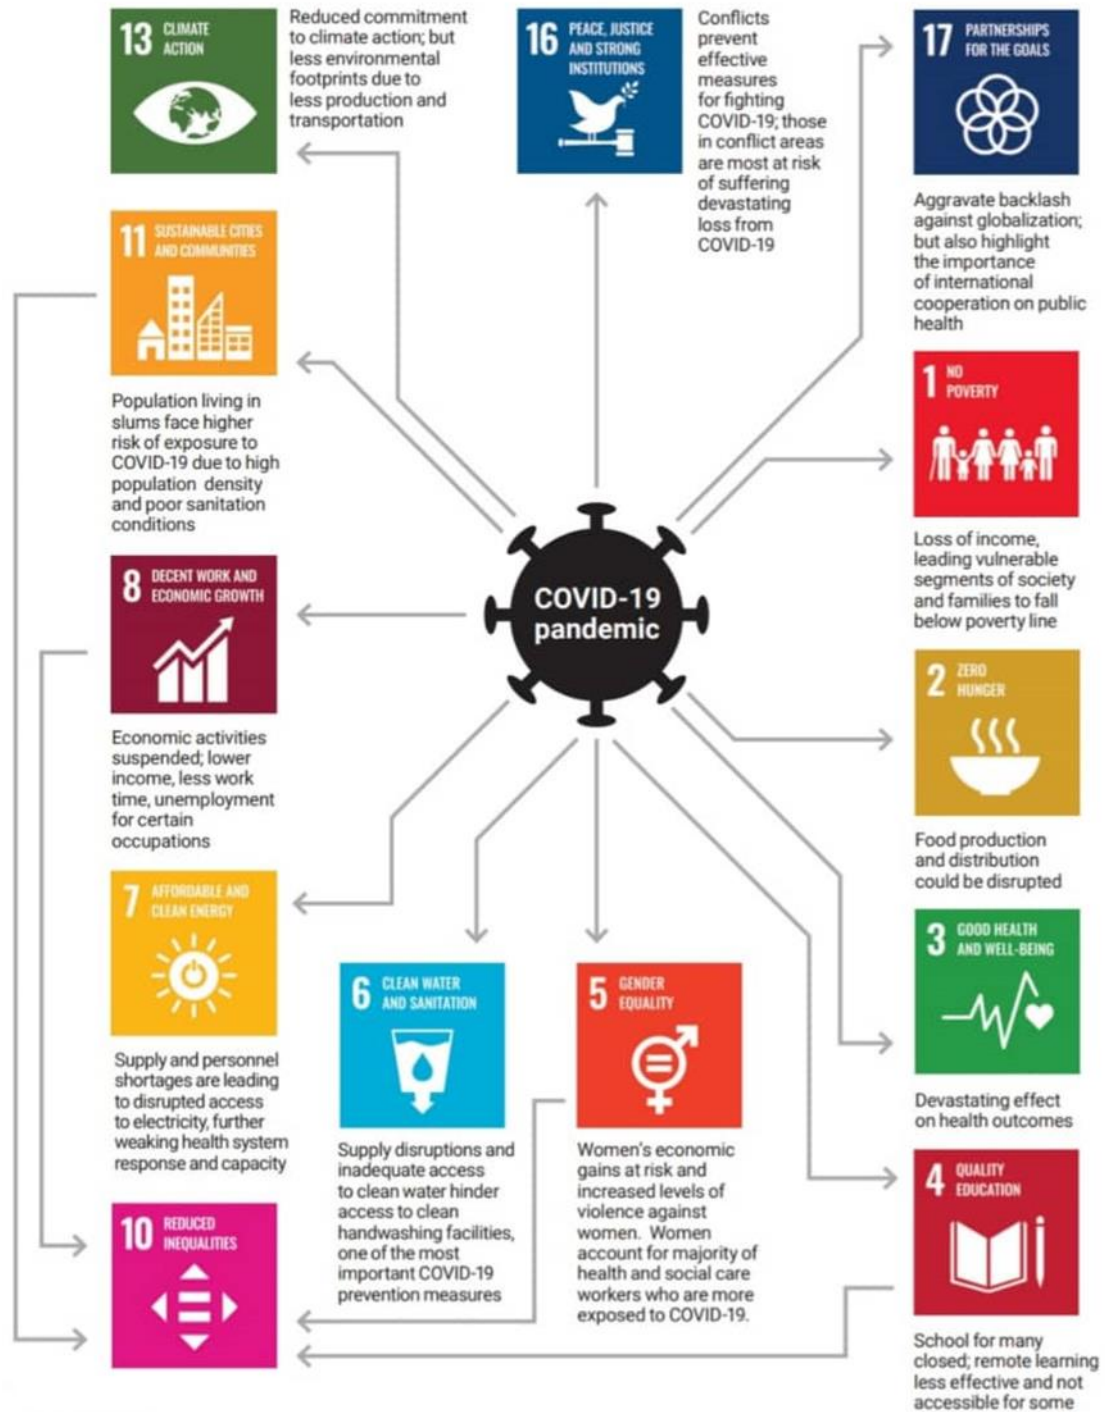 13 CLIMATE
ACTION
Reduced commitment
to climate action; but
less environmental
footprints due to
less production and
transportation
16 PEACE, JUSTICE
AND STRONG
INSTITUTIONS
Conflicts
prevent
effective
measures
for fighting
COVID-19; those
in conflict areas
are most at risk
of suffering
devastating
loss from
COVID-19
17 PARTNERSHIPS
FOR THE GOALS
Aggravate backlash
against globalization;
but also highlight
the importance
of international
cooperation on public
health
11 SUSTAINABLE CITIES
AND COMMUNITIES
Population living in
slums face higher
risk of exposure to
COVID-19 due to high
population density
and poor sanitation
conditions
1 NO
POVERTY
Loss of income,
leading vulnerable
segments of society
and families to fall
below poverty line
8 DECENT WORK AND
ECONOMIC GROWTH
Economic activities
suspended; lower
income, less work
time, unemployment
for certain
occupations
COVID-19
pandemic
2 ZERO
HUNGER
Food production
and distribution
could be disrupted
7 AFFORDABLE AND
CLEAN ENERGY
Supply and personnel
shortages are leading
to disrupted access
to electricity, further
weaking health system
response and capacity
6 CLEAN WATER
AND SANITATION
Supply disruptions and
inadequate access
to clean water hinder
access to clean
handwashing facilities,
one of the most
important COVID-19
prevention measures
5 GENDER
EQUALITY
Women's economic
gains at risk and
increased levels of
violence against
women. Women
account for majority of
health and social care
workers who are more
exposed to COVID-19.
3 GOOD HEALTH
AND WELL-BEING
Devastating effect
on health outcomes
10 REDUCED
INEQUALITIES
4 QUALITY
EDUCATION
School for many
closed; remote learning
less effective and not
accessible for some